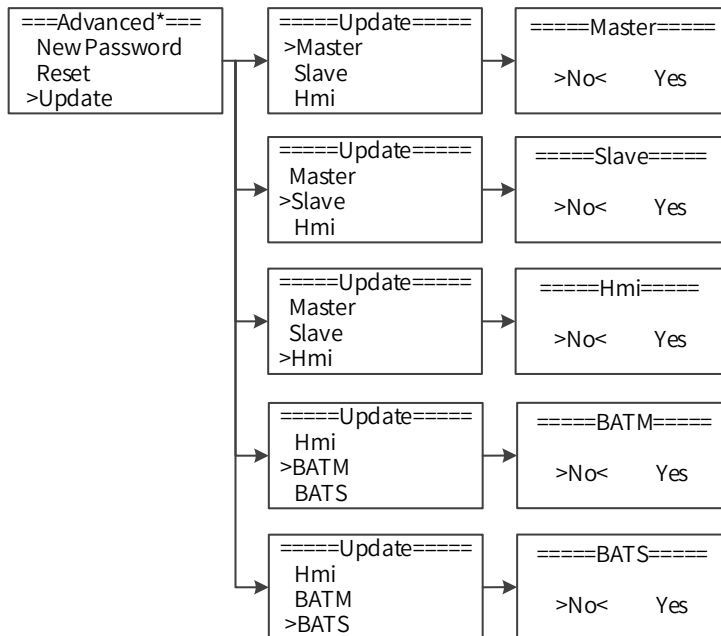 ===Advanced*===
New Password
Reset
>Update
=====Update=====
>Master
Slave
Hmi
=====Master=====
>No< Yes
=====Update=====
Master
>Slave
Hmi
=====Slave=====
>No< Yes
=====Update=====
Master
Slave
>Hmi
=====Hmi=====
>No< Yes
=====Update=====
Hmi
>BATM
BATS
=====BATM=====
>No< Yes
=====Update=====
Hmi
BATM
>BATS
=====BATS=====
>No< Yes